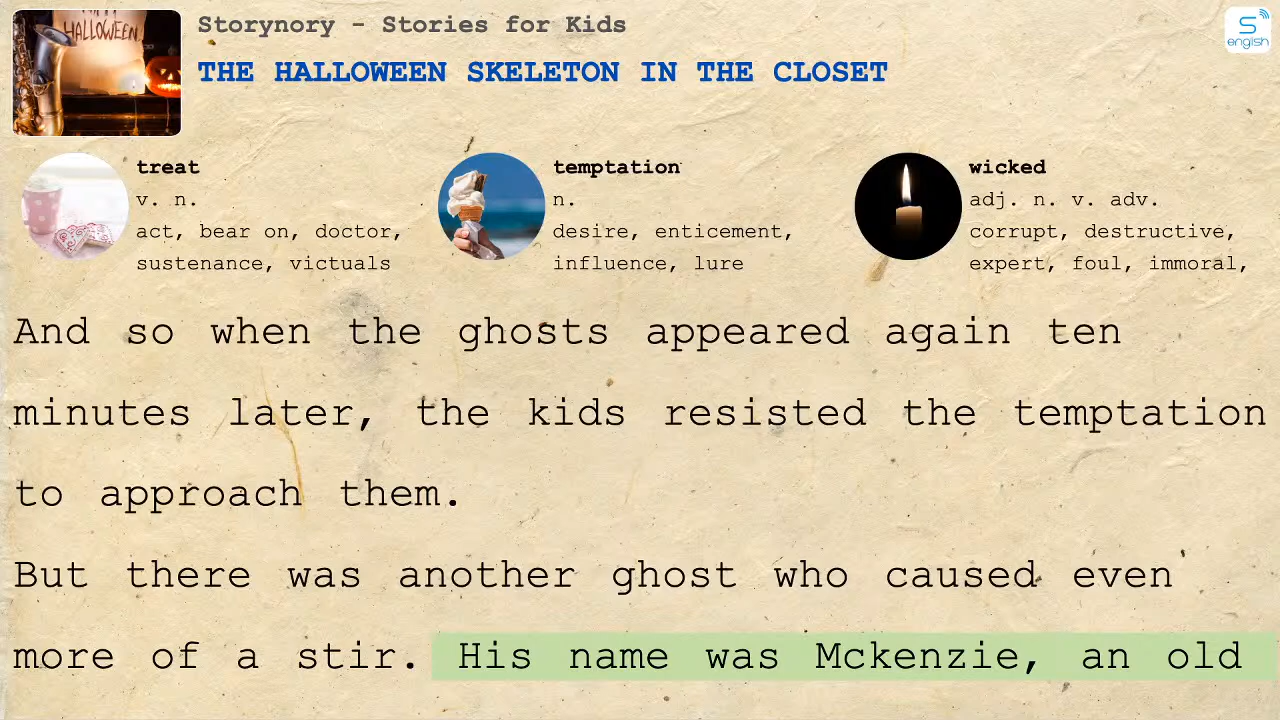 HALLOWEEN!
Storynory - Stories for Kids
S
english
THE HALLOWEEN SKELETON IN THE CLOSET
treat
v. n.
act, bear on, doctor,
sustenance, victuals
temptation
n.
desire, enticement,
influence, lure
wicked
adj. n. v. adv.
corrupt, destructive,
expert, foul, immoral,
And so when the ghosts appeared again ten
minutes later, the kids resisted the temptation
to approach them.
But there was another ghost who caused even
more of a stir. His name was Mckenzie, an old